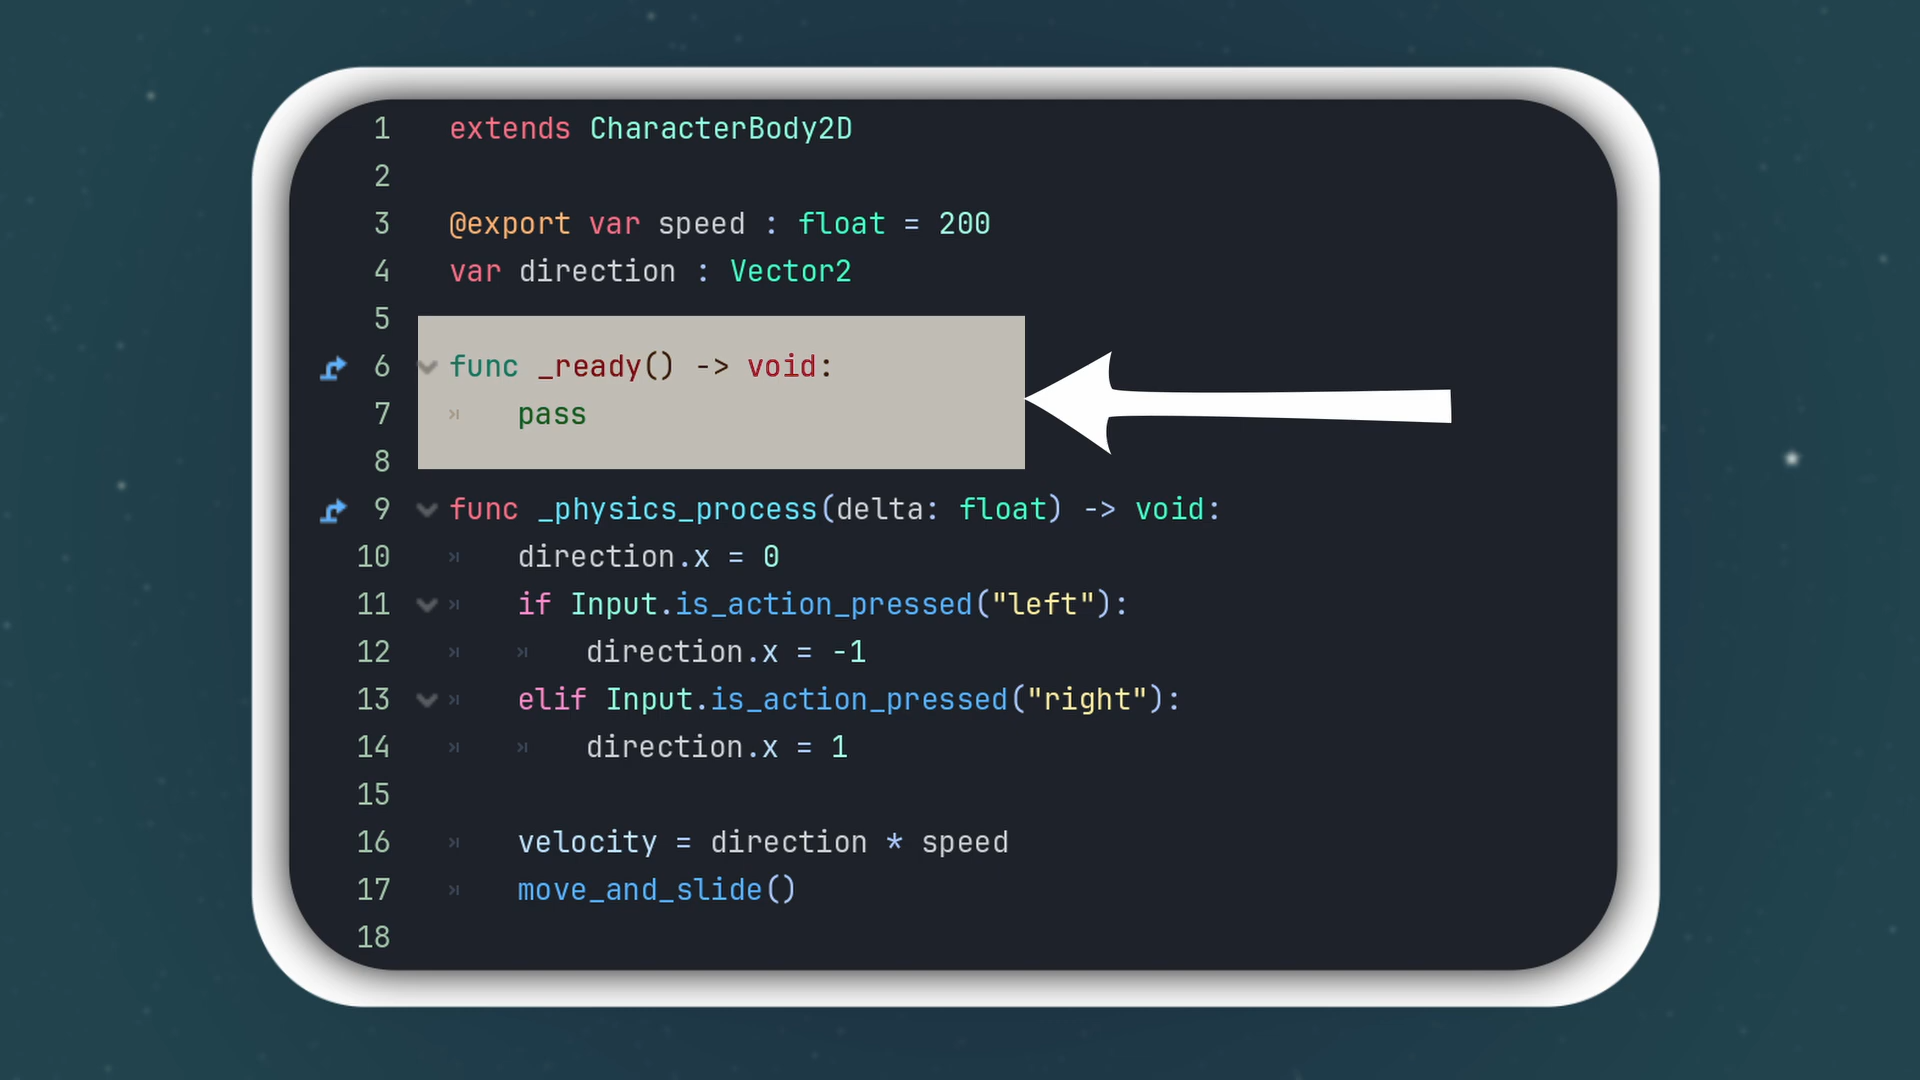 1 extends CharacterBody2D
2
3 @export var speed : float = 200
4 var direction : Vector2
5
6 func _ready() -> void:
7 pass
8
9 func _physics_process(delta: float) -> void:
10 direction.x = 0
11 if Input.is_action_pressed("left"):
12 direction.x = -1
13 elif Input.is_action_pressed("right"):
14 direction.x = 1
15
16 velocity = direction * speed
17 move_and_slide()
18